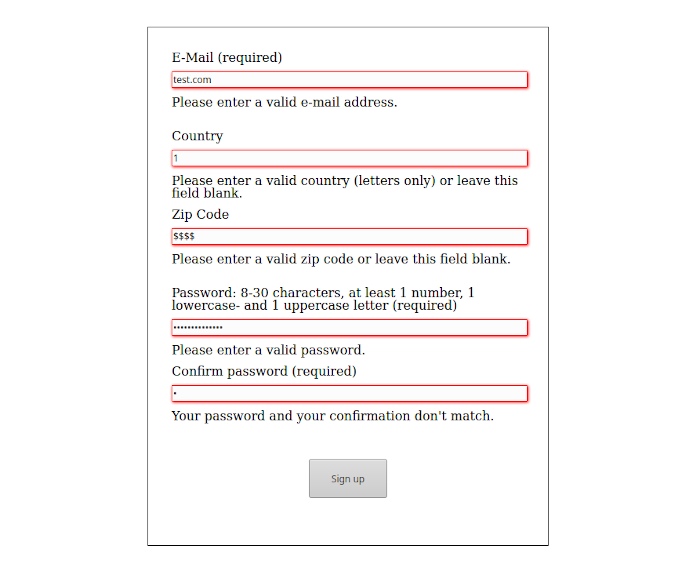 E-Mail (required)
test.com
Please enter a valid e-mail address.
Country
1
Please enter a valid country (letters only) or leave this
field blank.
Zip Code
$$$$
Please enter a valid zip code or leave this field blank.
Password: 8-30 characters, at least 1 number, 1
lowercase- and 1 uppercase letter (required)
••••••••••••••
Please enter a valid password.
Confirm password (required)
•
Your password and your confirmation don't match.
Sign up